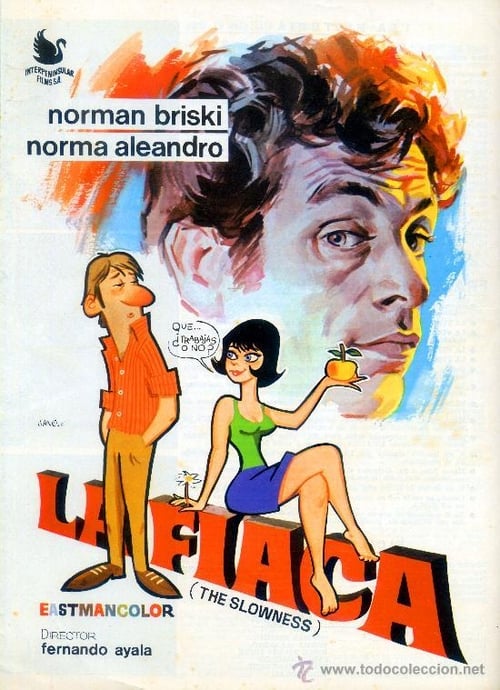 INTERPENINSULAR
FILMS S.A.
norman briski
norma aleandro
QUE...
¿TRABAJAS
O NO?
LA FIACA
(THE SLOWNESS)
EASTMANCOLOR
DIRECTOR
fernando ayala
www.todocoleccion.net